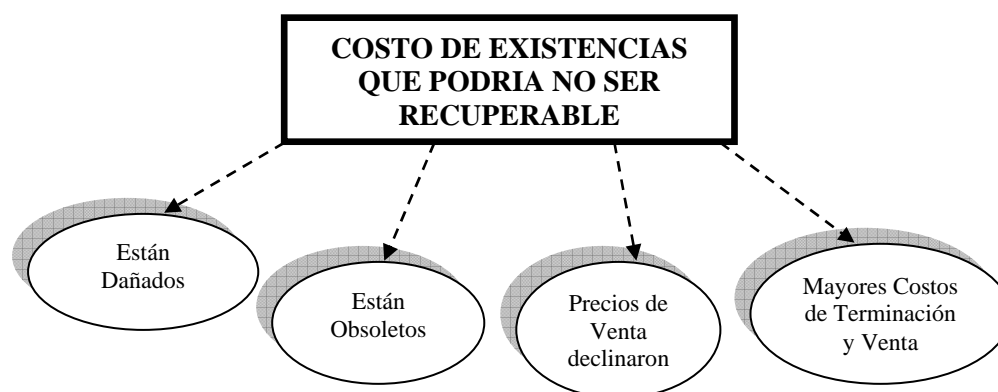 COSTO DE EXISTENCIAS
QUE PODRIA NO SER
RECUPERABLE
Están
Dañados
Están
Obsoletos
Precios de
Venta
declinaron
Mayores Costos
de Terminación
y Venta